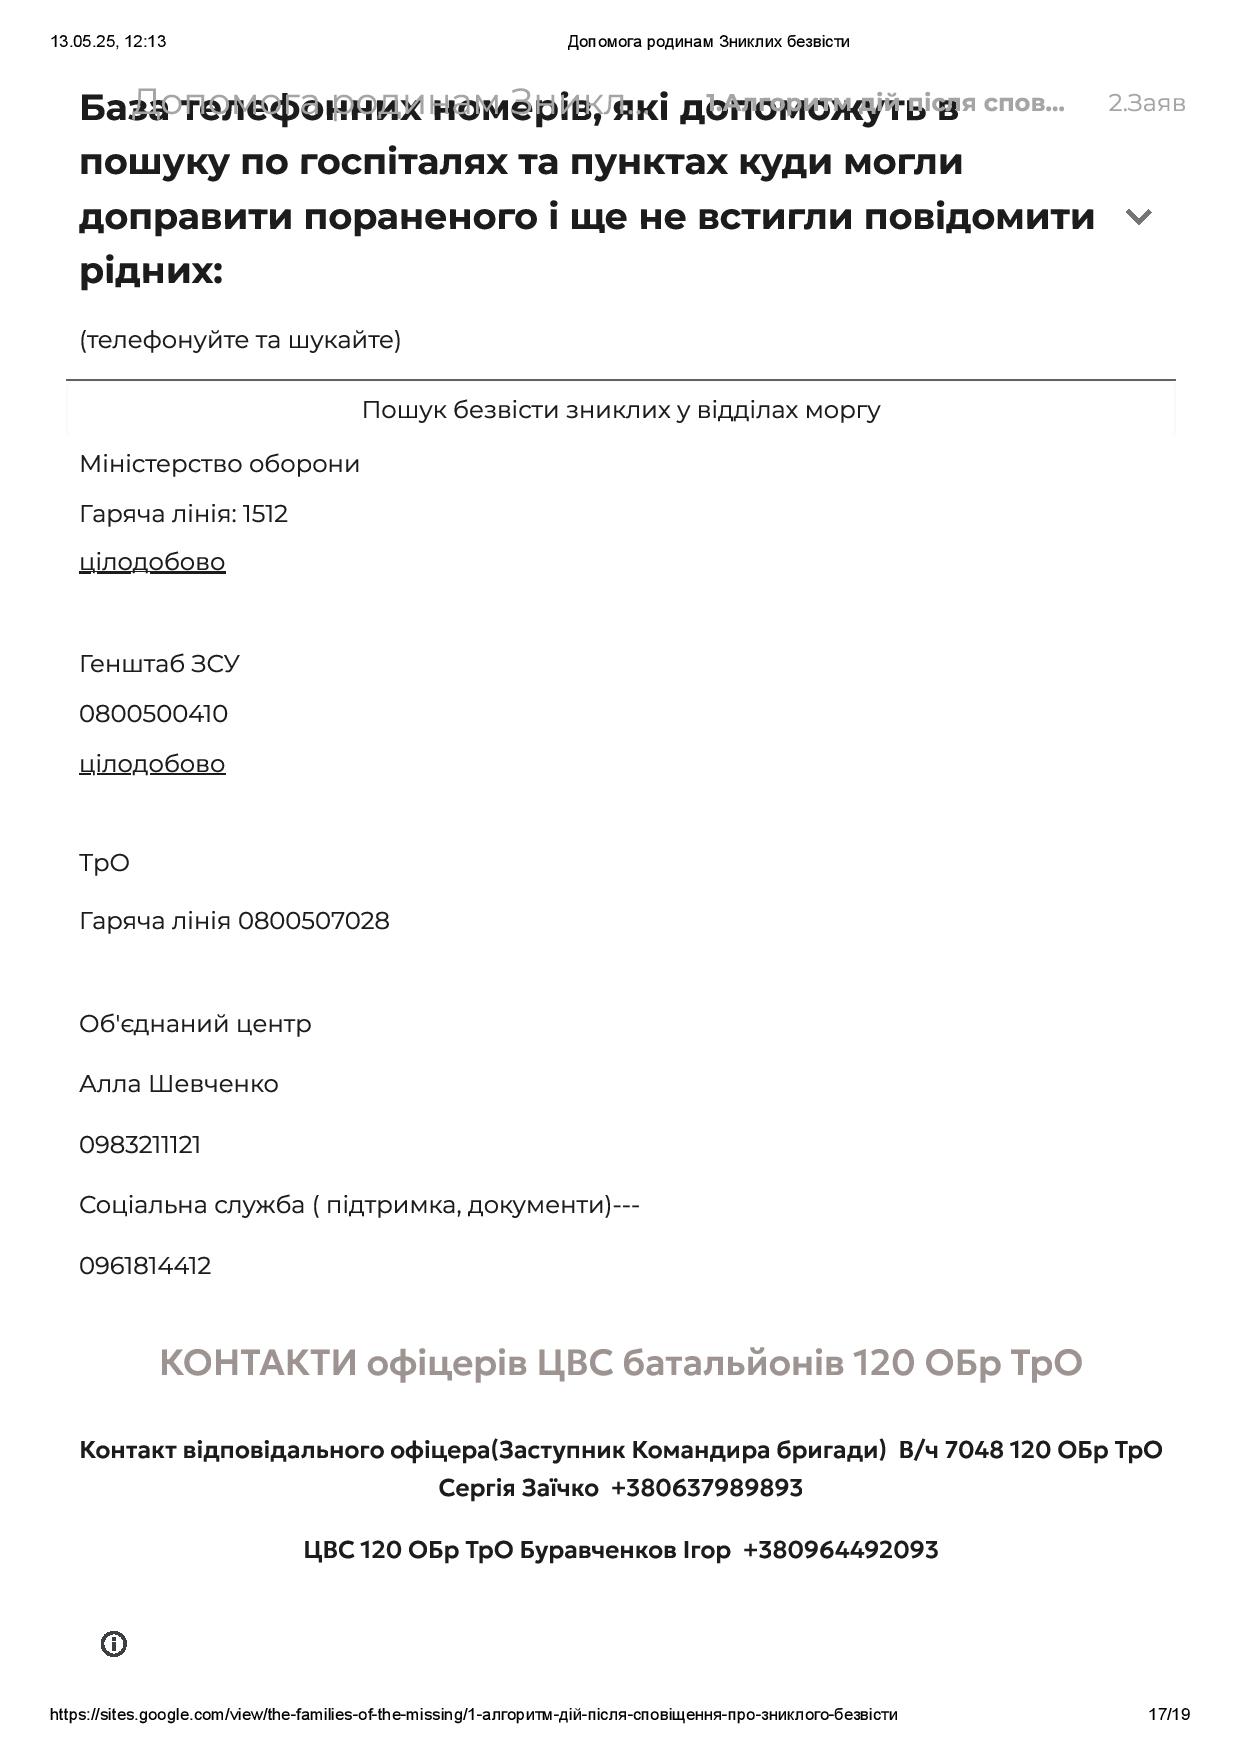 13.05.25, 12:13
Допомога родинам Зниклих безвісти
Допомога родинам Зникл...
1.Алгоритм дій після спов...
2.Заяв
База телефонних номерів, які допоможуть в
пошуку по госпіталях та пунктах куди могли
доправити пораненого і ще не встигли повідомити
рідних:
(телефонуйте та шукайте)
Пошук безвісти зниклих у відділах моргу
Міністерство оборони
Гаряча лінія: 1512
цілодобово
Генштаб ЗСУ
0800500410
цілодобово
ТрО
Гаряча лінія 0800507028
Об'єднаний центр
Алла Шевченко
0983211121
Соціальна служба ( підтримка, документи)---
0961814412
КОНТАКТИ офіцерів ЦВС батальйонів 120 ОБр ТрО
Контакт відповідального офіцера(Заступник Командира бригади)  В/ч 7048 120 ОБр ТрО
Сергія Заїчко  +380637989893
ЦВС 120 ОБр ТрО Буравченков Ігор  +380964492093
https://sites.google.com/view/the-families-of-the-missing/1-алгоритм-дій-після-сповіщення-про-зниклого-безвісти
17/19